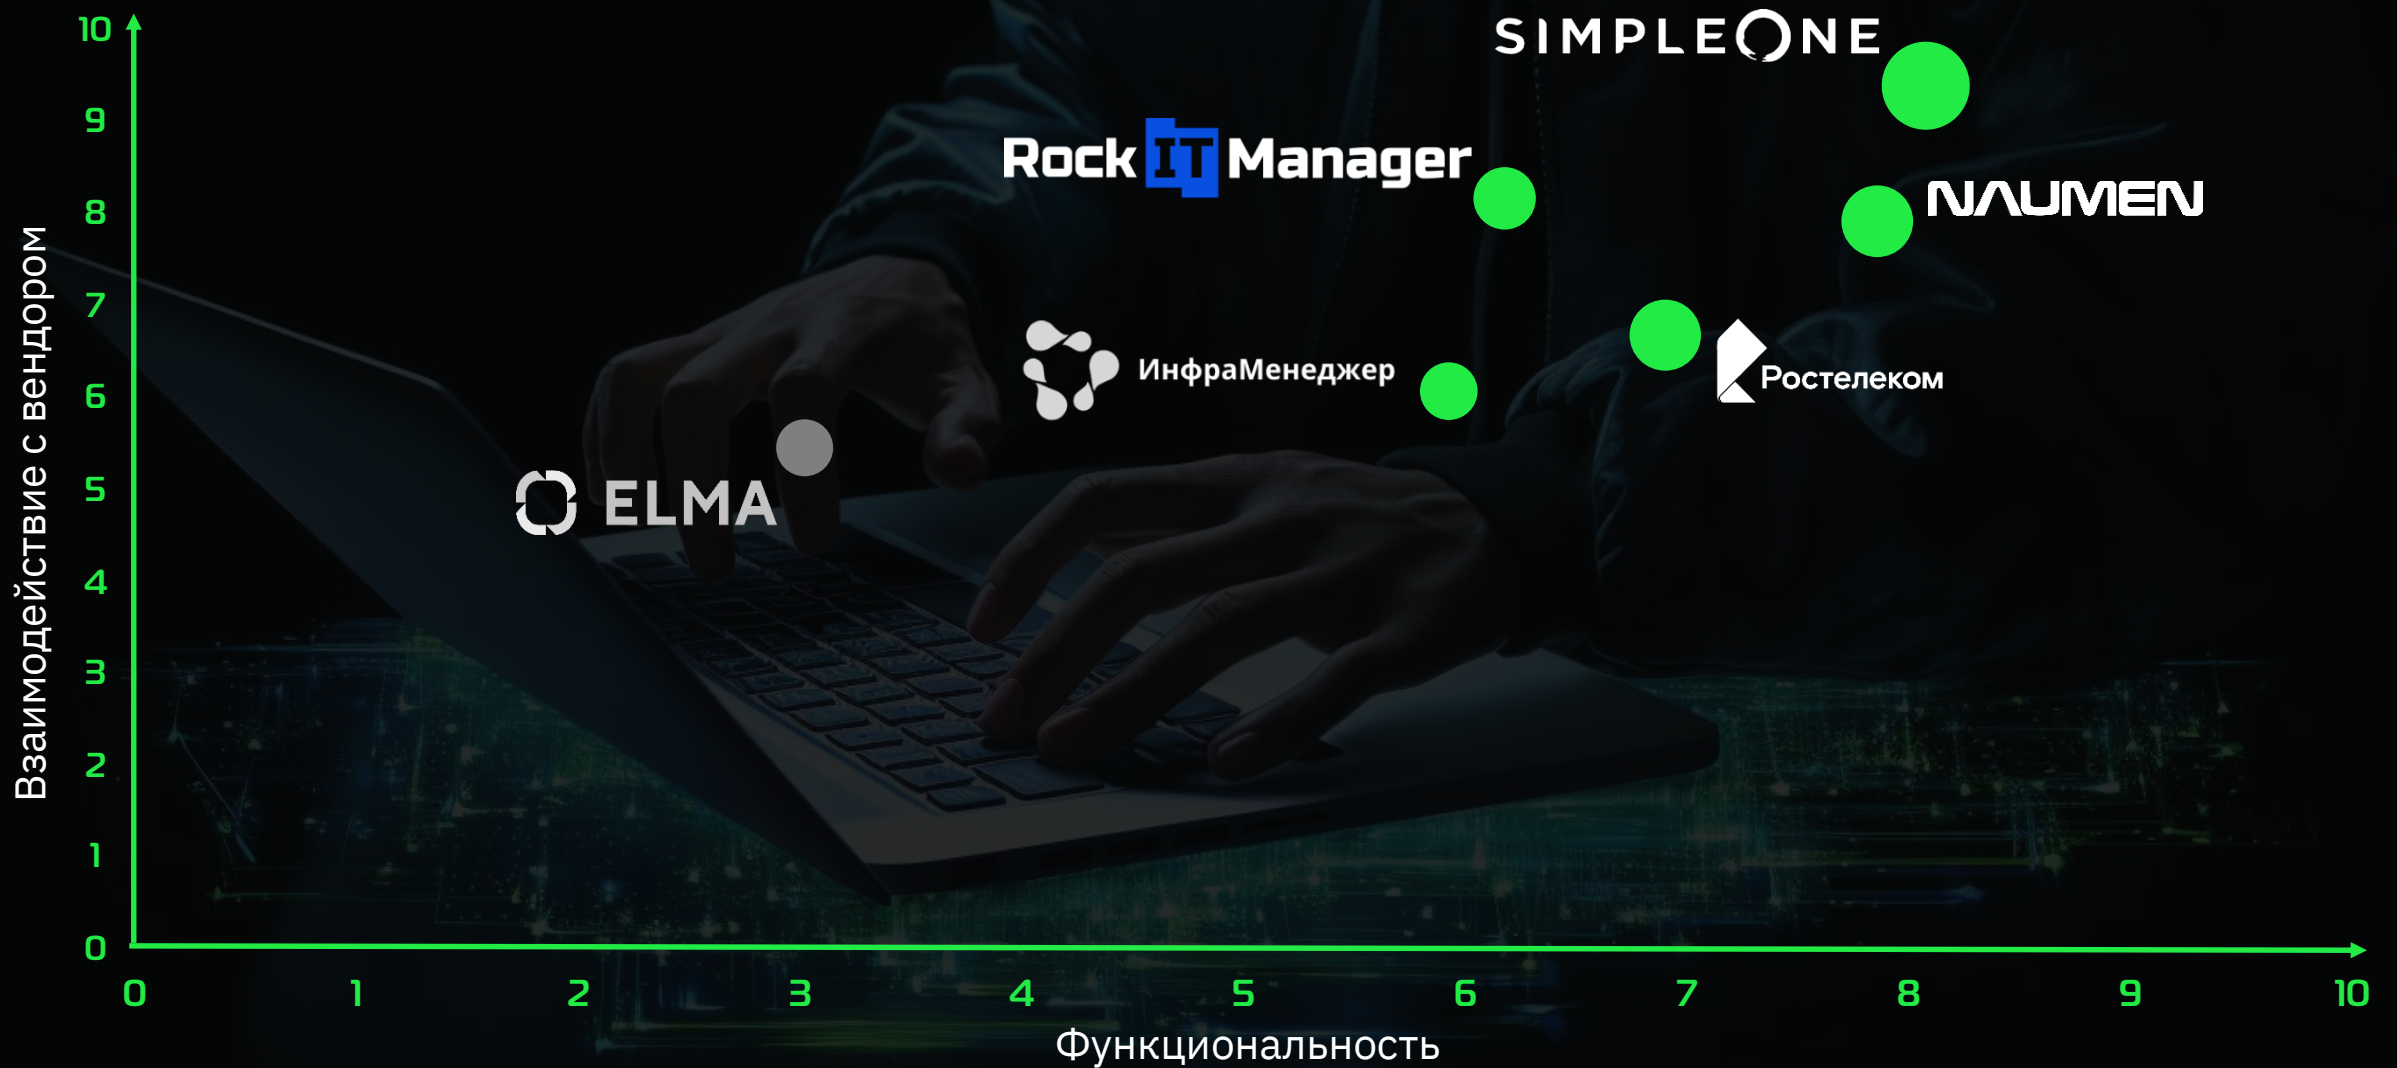 10
SIMPLEONE
9
Rock IT Manager
8
NAUMEN
7
ИнфраМенеджер
Ростелеком
6
5
ELMA
4
3
2
1
0
Взаимодействие с вендором
0 1 2 3 4 5 6 7 8 9 10
Функциональность